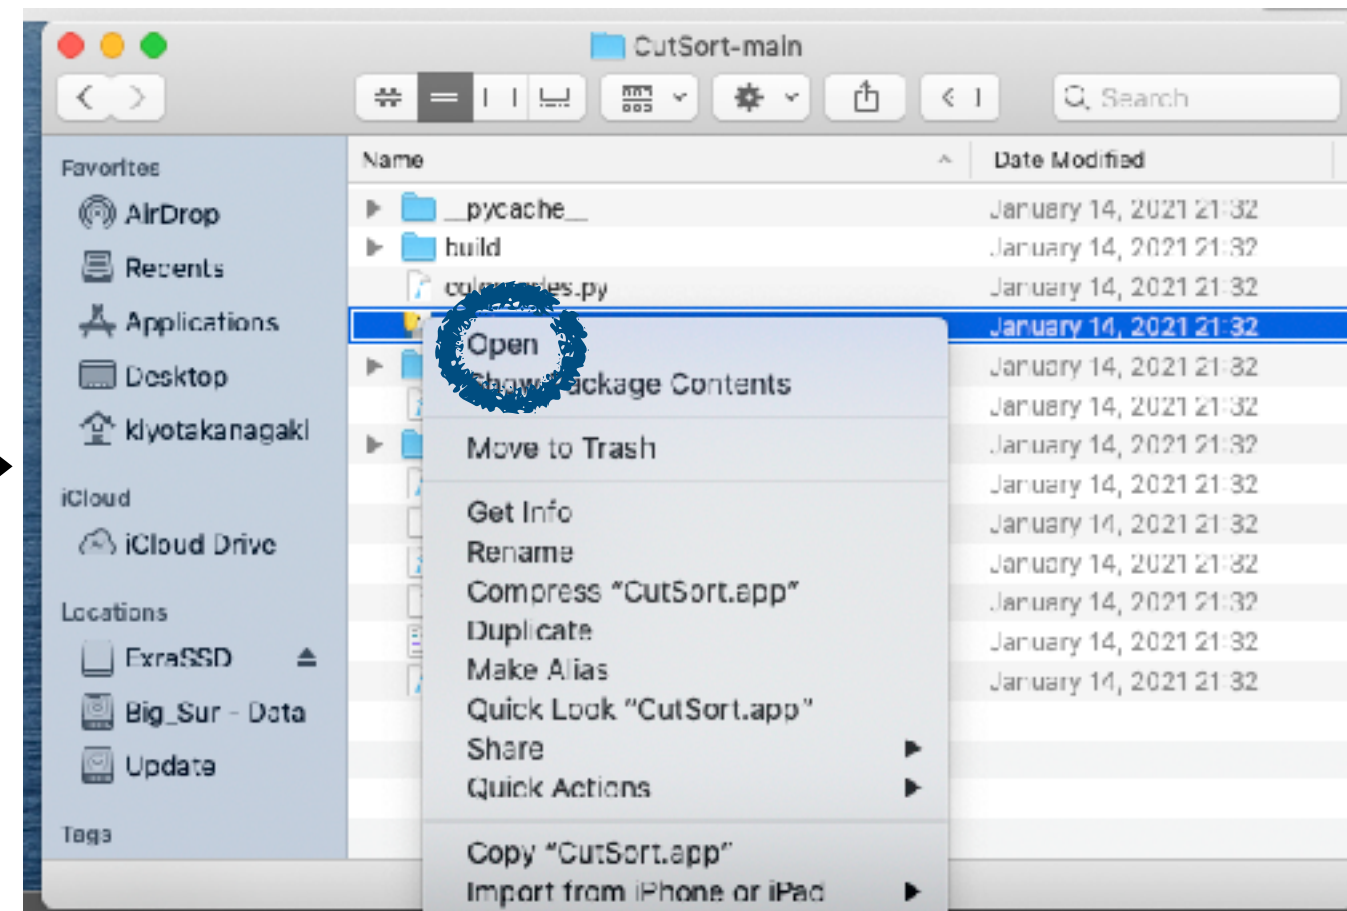 CutSort-main
Search
Favorites
AirDrop
Recents
Applications
Desktop
kiyotakanagaki
iCloud
iCloud Drive
Locations
ExraSSD
Big_Sur - Data
Update
Tags
Name Date Modified
__pycache__ January 14, 2021 21:32
build January 14, 2021 21:32
January 14, 2021 21:32
January 14, 2021 21:32
January 14, 2021 21:32
January 14, 2021 21:32
January 14, 2021 21:32
January 14, 2021 21:32
January 14, 2021 21:32
January 14, 2021 21:32
January 14, 2021 21:32
January 14, 2021 21:32
January 14, 2021 21:32
Open
Show Package Contents
Move to Trash
Get Info
Rename
Compress “CutSort.app”
Duplicate
Make Alias
Quick Look “CutSort.app”
Share
Quick Actions
Copy “CutSort.app”
Import from iPhone or iPad